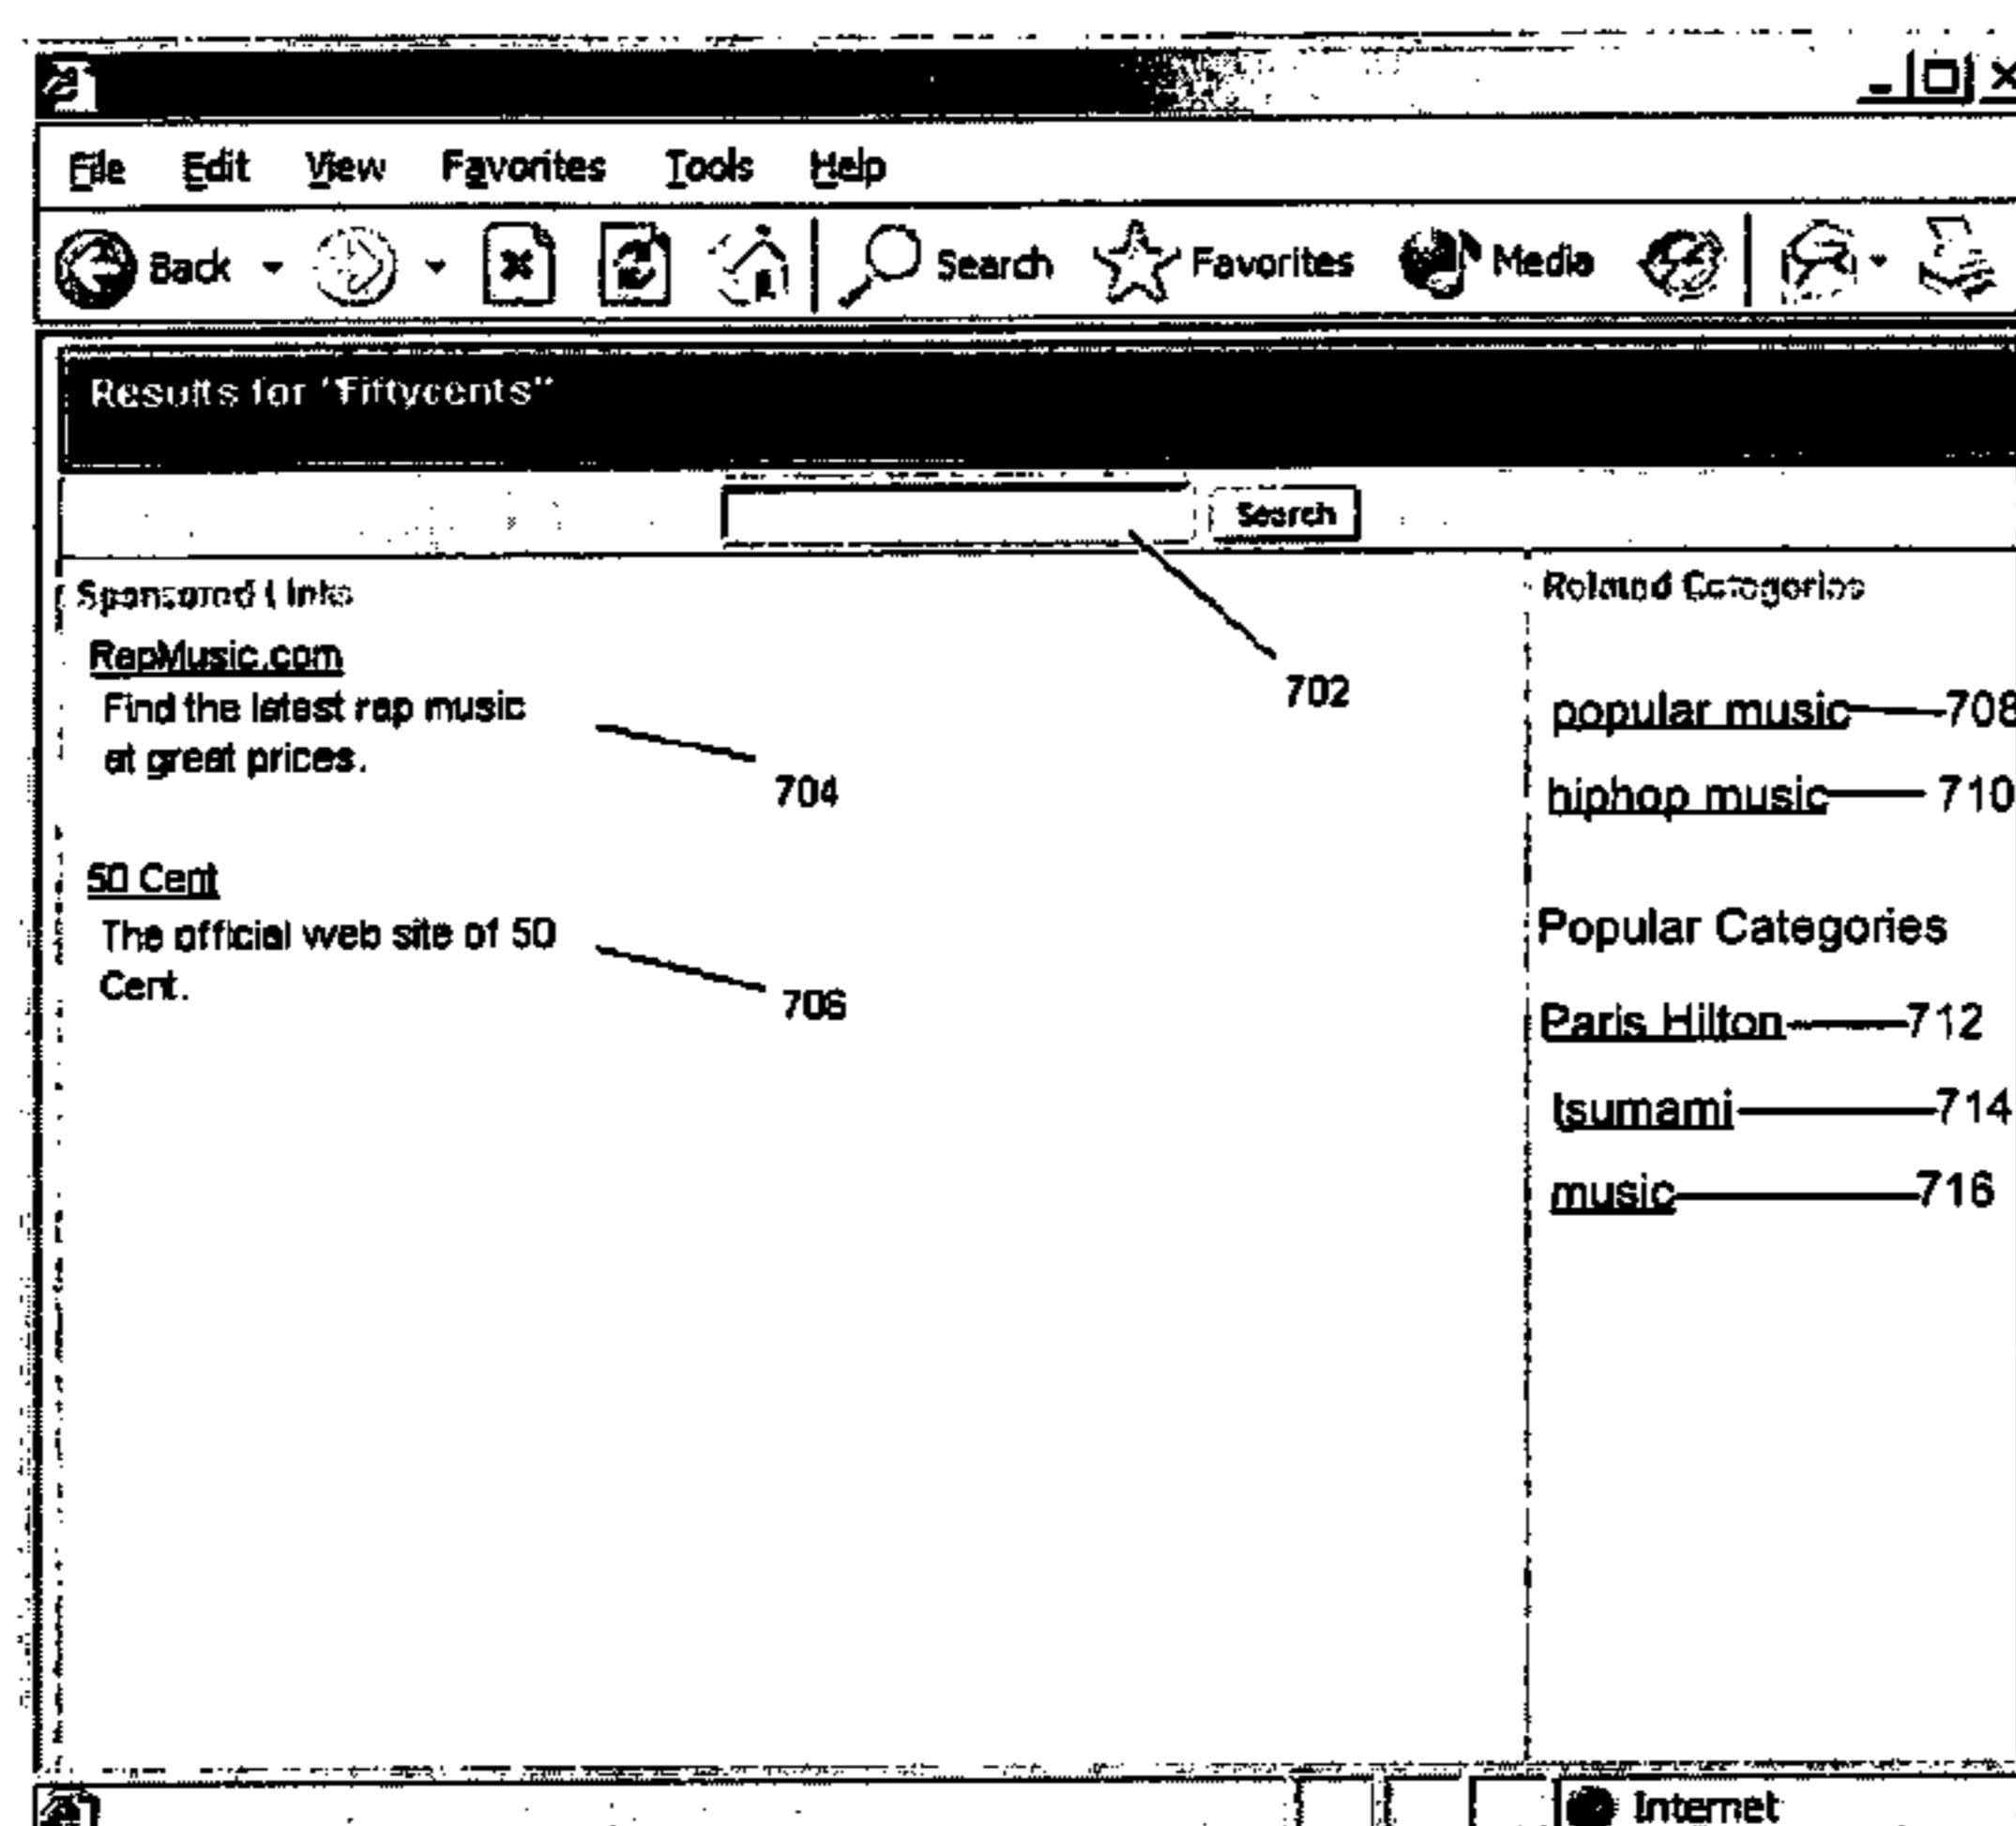 File Edit View Favorites Tools Help
Back Search Favorites Media
Results for "Fiftycents"
Search
Sponsored Links
RapMusic.com
Find the latest rap music
at great prices.
702
704
50 Cent
The official web site of 50
Cent.
706
Related Categories
popular music 708
hiphop music 710
Popular Categories
Paris Hilton 712
tsumami 714
music 716
Internet